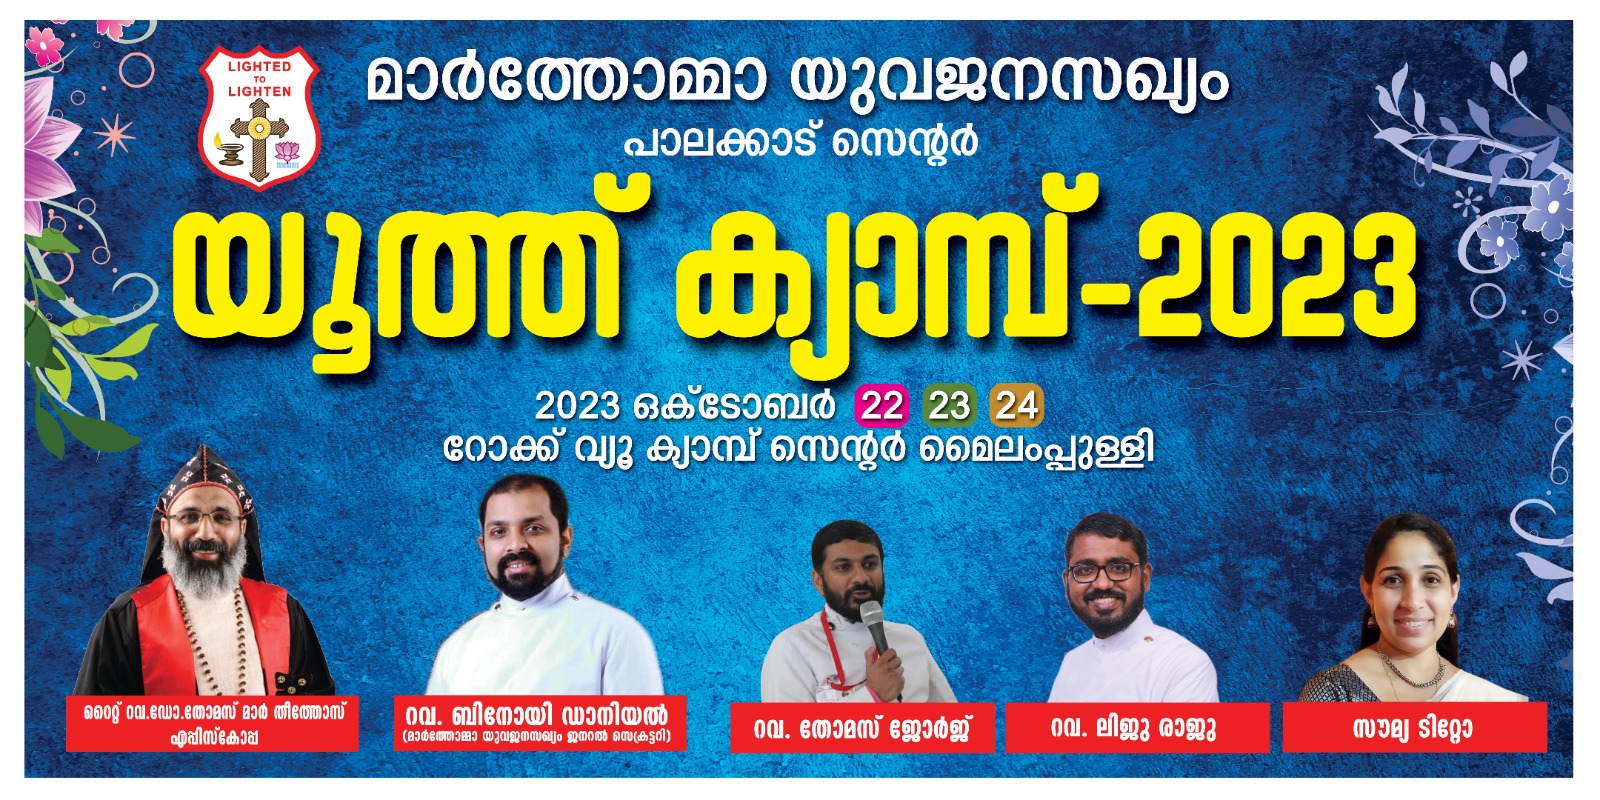 LIGHTED
TO
LIGHTEN
മാർത്തോമ്മാ യുവജനസഖ്യം
പാലക്കാട് സെന്റർ
യൂത്ത് ക്യാമ്പ്-2023
2023 ഒക്ടോബർ 22 23 24
റോക്ക് വ്യൂ ക്യാമ്പ് സെന്റർ മൈലംപ്പുള്ളി
റൈറ്റ് റവ.ഡോ.തോമസ് മാർ തീത്തോസ്
എപ്പിസ്കോപ്പ
റവ. ബിനോയി ഡാനിയൽ
(മാർത്തോമ്മാ യുവജനസഖ്യം ജനറൽ സെക്രട്ടറി)
റവ. തോമസ് ജോർജ്
റവ. ലിജു രാജു
സൗമ്യ ടിറ്റോ